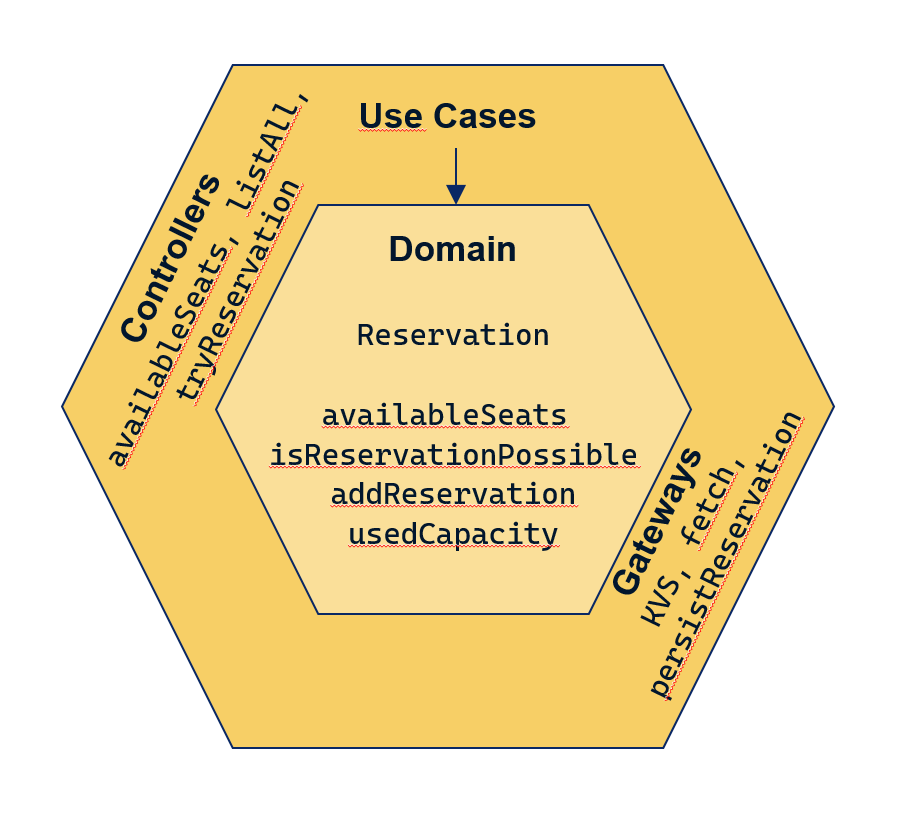 Use Cases
Controllers
availableSeats, listAll,
tryReservation
Domain
Reservation
availableSeats
isReservationPossible
addReservation
usedCapacity
Gateways
KVS, fetch,
persistReservation